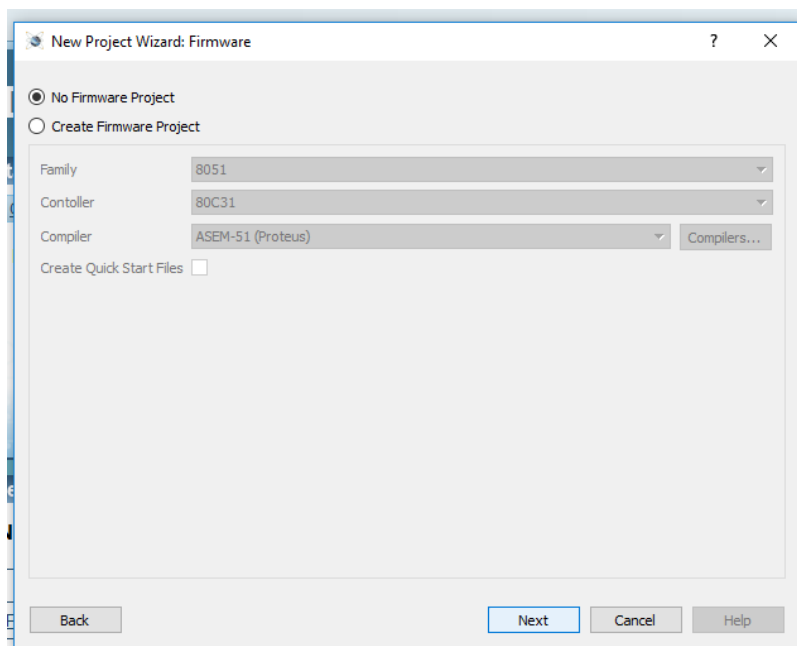 New Project Wizard: Firmware ? X
No Firmware Project
Create Firmware Project
Family 8051
Contoller 80C31
Compiler ASEM-51 (Proteus) Compilers...
Create Quick Start Files
Back Next Cancel Help